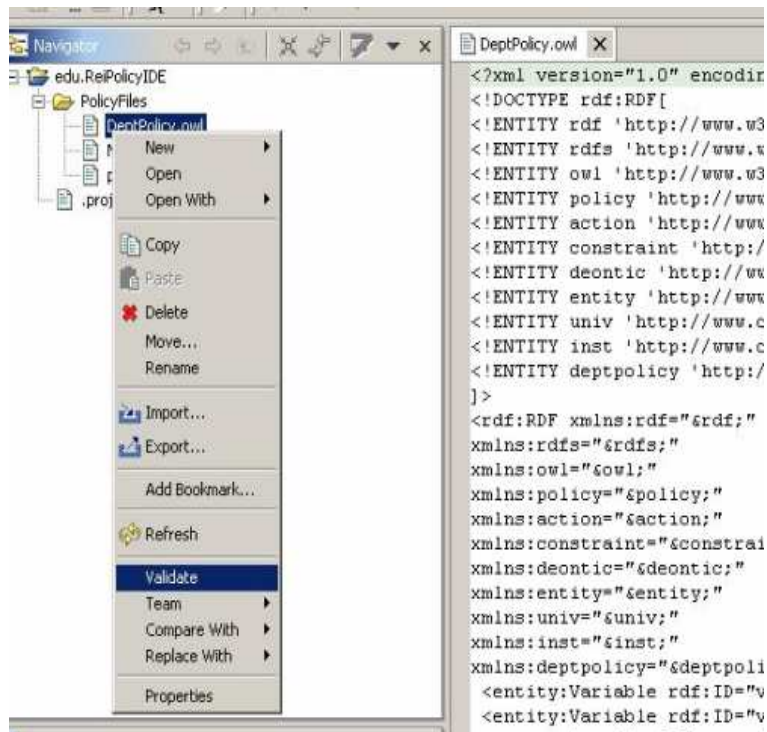 Navigator
edu.ReiPolicyIDE
PolicyFiles
DeptPolicy.owl
.proj
New
Open
Open With
Copy
Paste
Delete
Move...
Rename
Import...
Export...
Add Bookmark...
Refresh
Validate
Team
Compare With
Replace With
Properties
DeptPolicy.owl
<?xml version="1.0" encodin
<!DOCTYPE rdf:RDF[
<!ENTITY rdf 'http://www.w3
<!ENTITY rdfs 'http://www.w
<!ENTITY owl 'http://www.w3
<!ENTITY policy 'http://www
<!ENTITY action 'http://www
<!ENTITY constraint 'http:/
<!ENTITY deontic 'http://ww
<!ENTITY entity 'http://www
<!ENTITY univ 'http://www.c
<!ENTITY inst 'http://www.c
<!ENTITY deptpolicy 'http:/
]>
<rdf:RDF xmlns:rdf="&rdf;"
xmlns:rdfs="&rdfs;"
xmlns:owl="&owl;"
xmlns:policy="&policy;"
xmlns:action="&action;"
xmlns:constraint="&constrai
xmlns:deontic="&deontic;"
xmlns:entity="&entity;"
xmlns:univ="&univ;"
xmlns:inst="&inst;"
xmlns:deptpolicy="&deptpoli
<entity:Variable rdf:ID="v
<entity:Variable rdf:ID="v